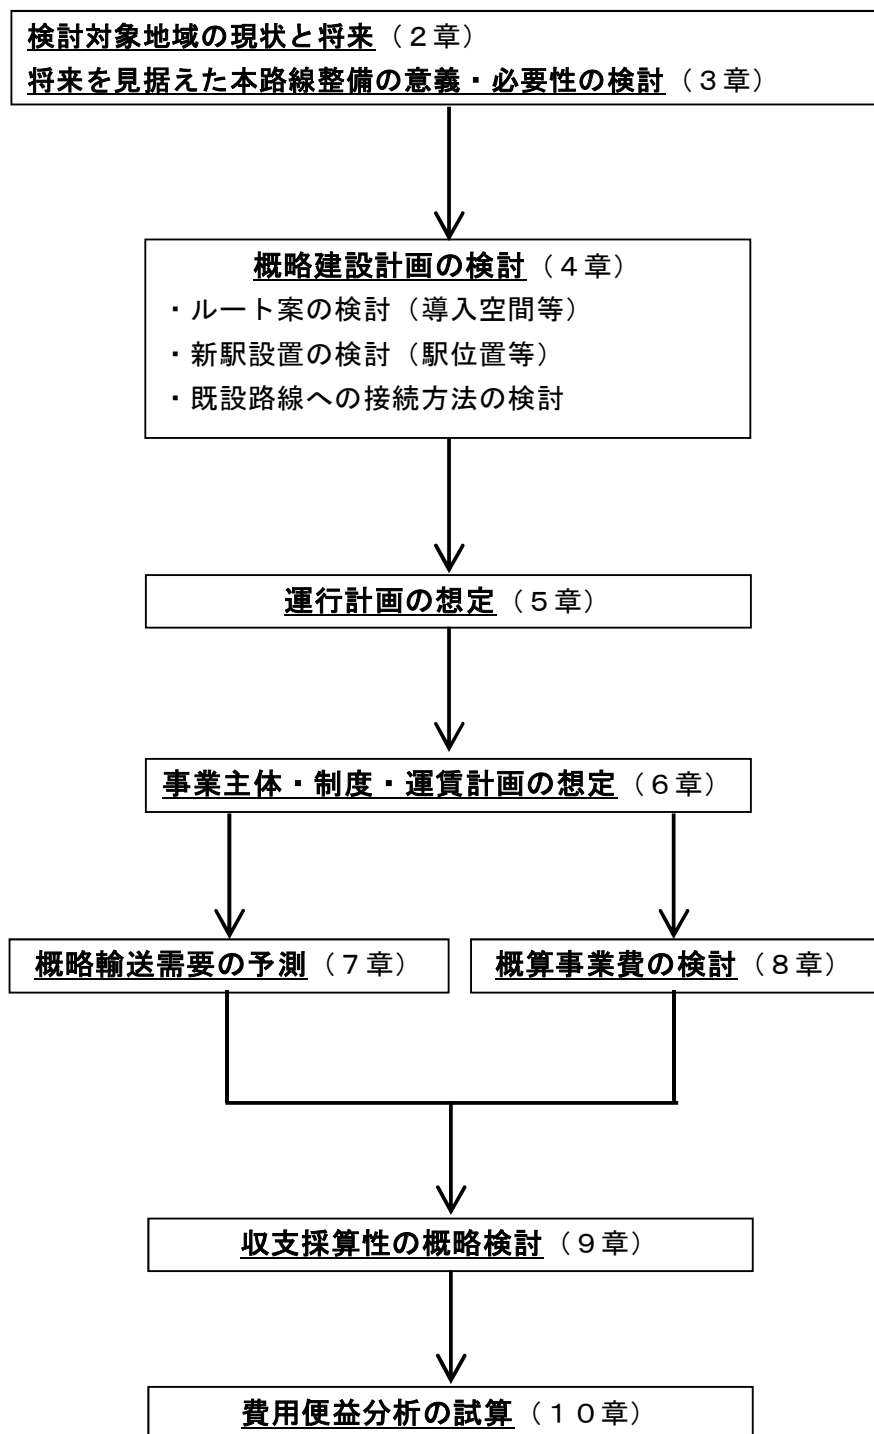 検討対象地域の現状と将来（２章）
将来を見据えた本路線整備の意義・必要性の検討（３章）
概略建設計画の検討（４章）
・ルート案の検討（導入空間等）
・新駅設置の検討（駅位置等）
・既設路線への接続方法の検討
運行計画の想定（５章）
事業主体・制度・運賃計画の想定（６章）
概略輸送需要の予測（７章）
概算事業費の検討（８章）
収支採算性の概略検討（９章）
費用便益分析の試算（１０章）